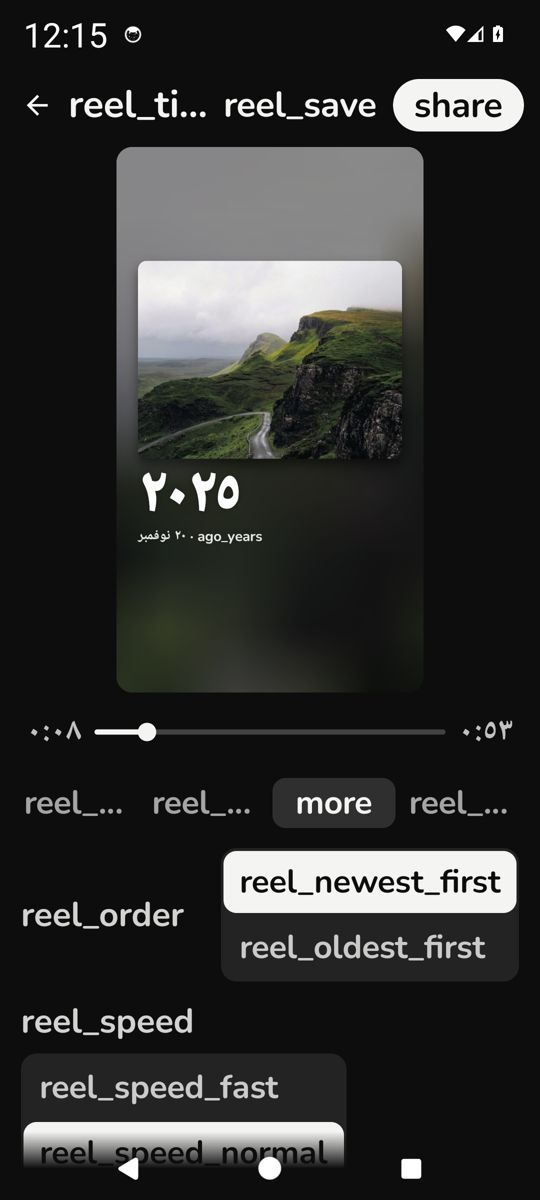 12:15
reel_ti... reel_save share
٢٠٢٥
٢٠ نوفمبر · ago_years
٠:٠٨ ٠:٥٣
reel_... reel_... more reel_...
reel_newest_first
reel_order
reel_oldest_first
reel_speed
reel_speed_fast
reel_speed_normal